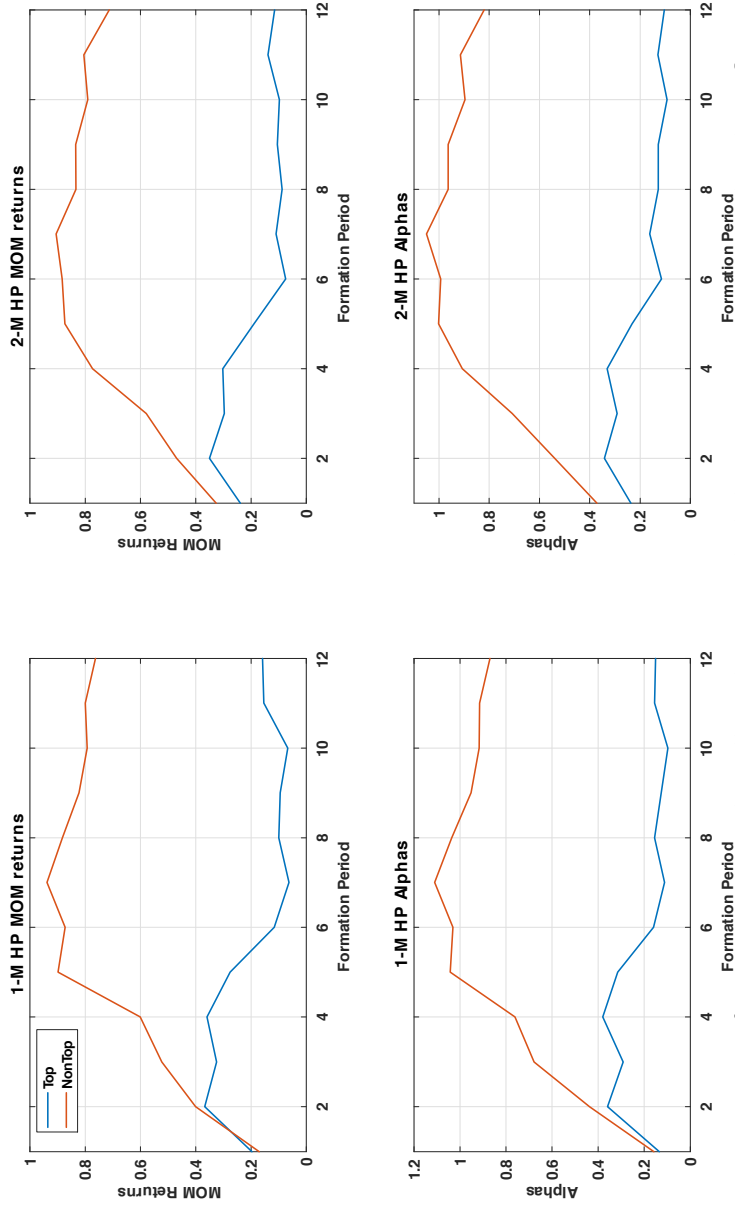 1-M HP MOM returns
Top
NonTop
1
0.8
0.6
0.4
0.2
0
MOM Returns
2 4 6 8 10 12
Formation Period
2-M HP MOM returns
1
0.8
0.6
0.4
0.2
0
MOM Returns
2 4 6 8 10 12
Formation Period
1-M HP Alphas
1.2
1
0.8
0.6
0.4
0.2
0
Alphas
2 4 6 8 10 12
Formation Period
2-M HP Alphas
1
0.8
0.6
0.4
0.2
0
Alphas
2 4 6 8 10 12
Formation Period